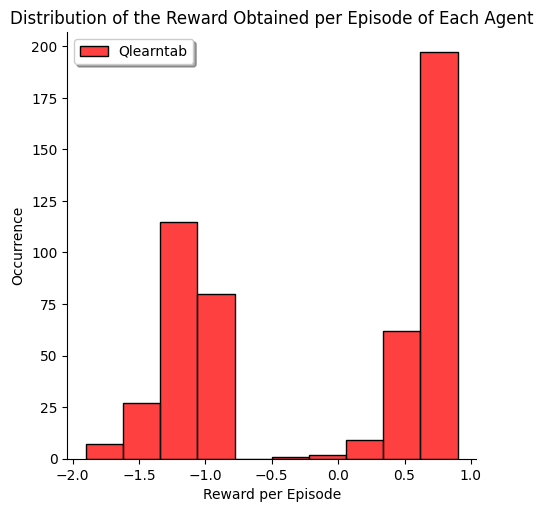 Distribution of the Reward Obtained per Episode of Each Agent
Qlearntab
200
175
150
125
100
75
50
25
0
Occurrence
−2.0 −1.5 −1.0 −0.5 0.0 0.5 1.0
Reward per Episode